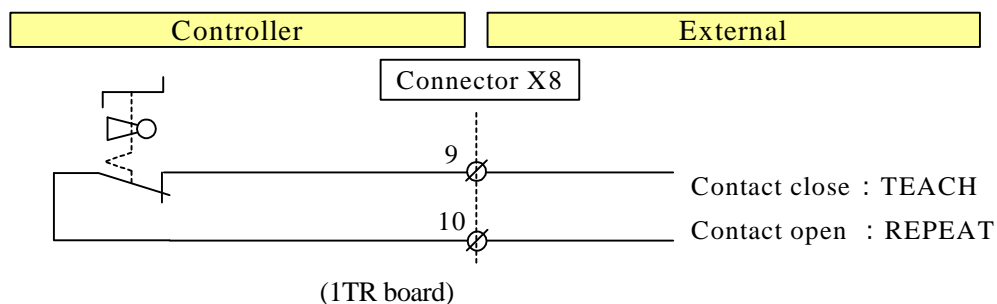 Controller
External
Connector X8
9
10
Contact close : TEACH
Contact open : REPEAT
(1TR board)